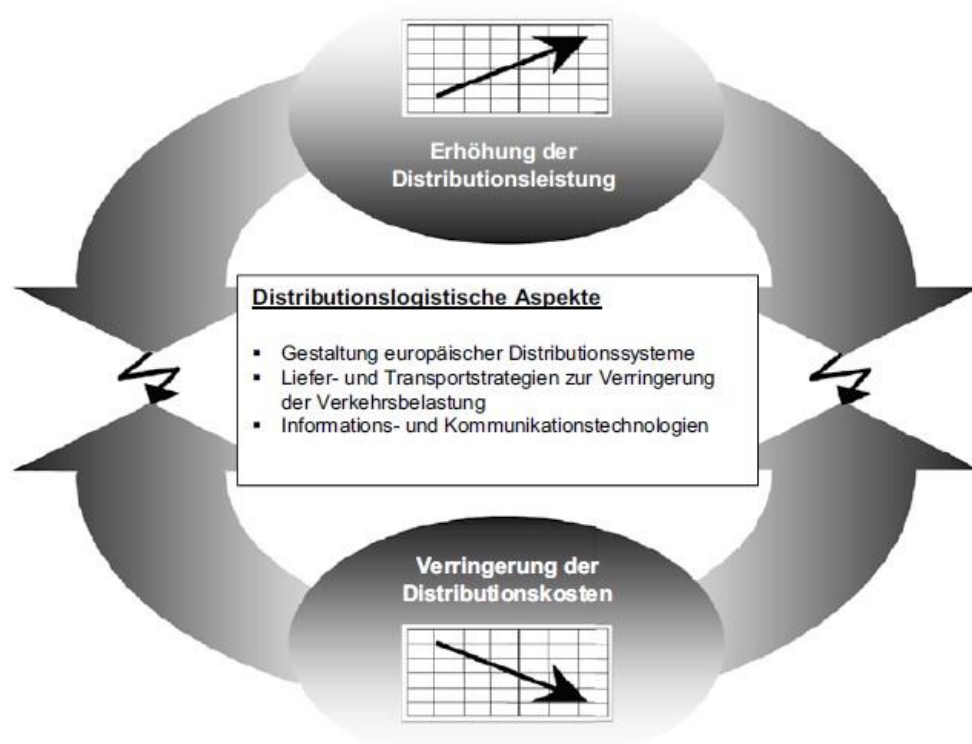 Erhöhung der
Distributionsleistung
Distributionslogistische Aspekte
▪ Gestaltung europäischer Distributionssysteme
▪ Liefer- und Transportstrategien zur Verringerung
der Verkehrsbelastung
▪ Informations- und Kommunikationstechnologien
Verringerung der
Distributionskosten